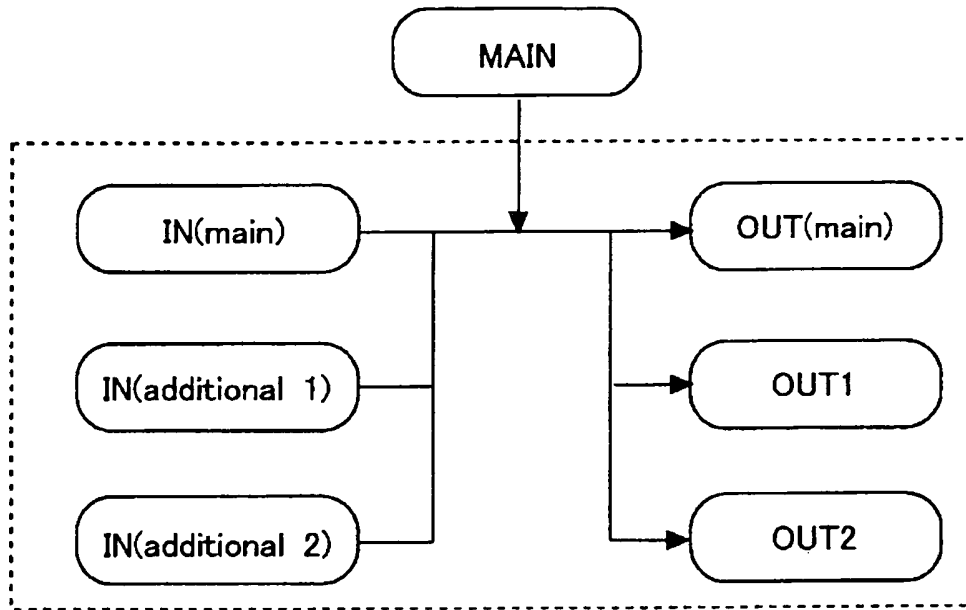 MAIN
IN(main)
OUT(main)
IN(additional 1)
OUT1
IN(additional 2)
OUT2